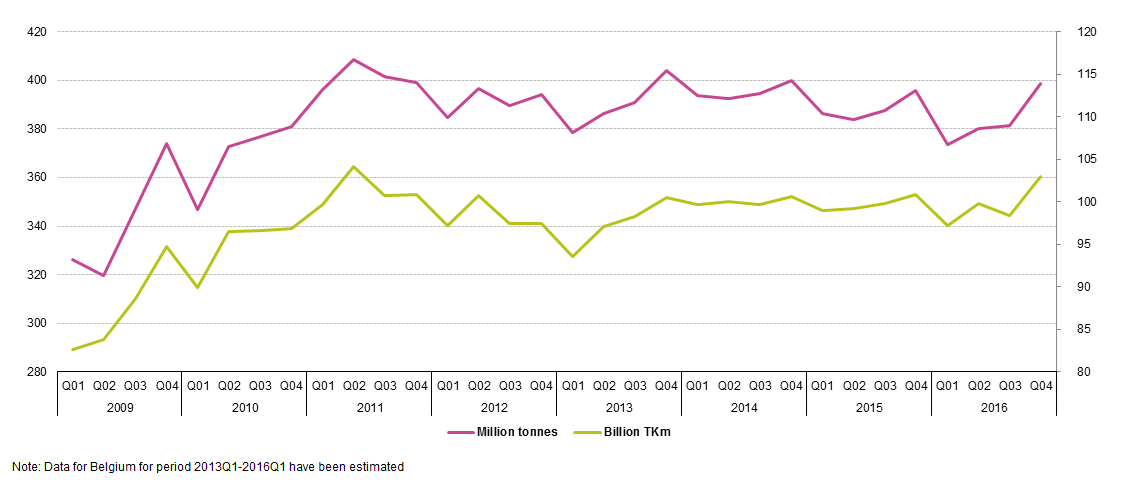 420 120
400 115
380 110
360 105
340 100
320 95
300 90
280 85
80
Q01 Q02 Q03 Q04 Q01 Q02 Q03 Q04 Q01 Q02 Q03 Q04 Q01 Q02 Q03 Q04 Q01 Q02 Q03 Q04 Q01 Q02 Q03 Q04 Q01 Q02 Q03 Q04 Q01 Q02 Q03 Q04
2009 2010 2011 2012 2013 2014 2015 2016
Million tonnes Billion TKm
Note: Data for Belgium for period 2013Q1-2016Q1 have been estimated